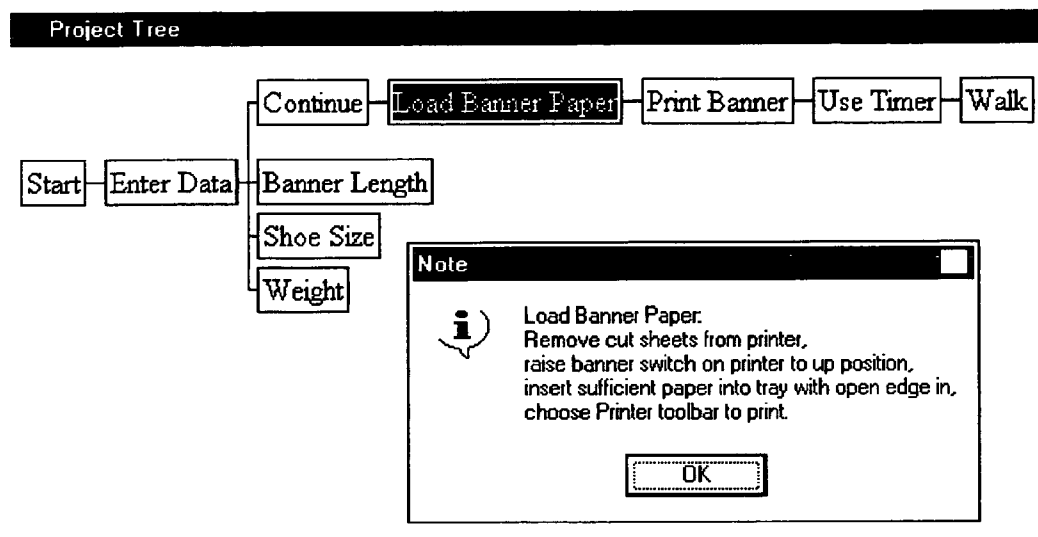 Project Tree
Continue Load Banner Paper Print Banner Use Timer Walk
Start Enter Data Banner Length
Shoe Size
Weight
Note
Load Banner Paper:
Remove cut sheets from printer,
raise banner switch on printer to up position,
insert sufficient paper into tray with open edge in,
choose Printer toolbar to print.
OK